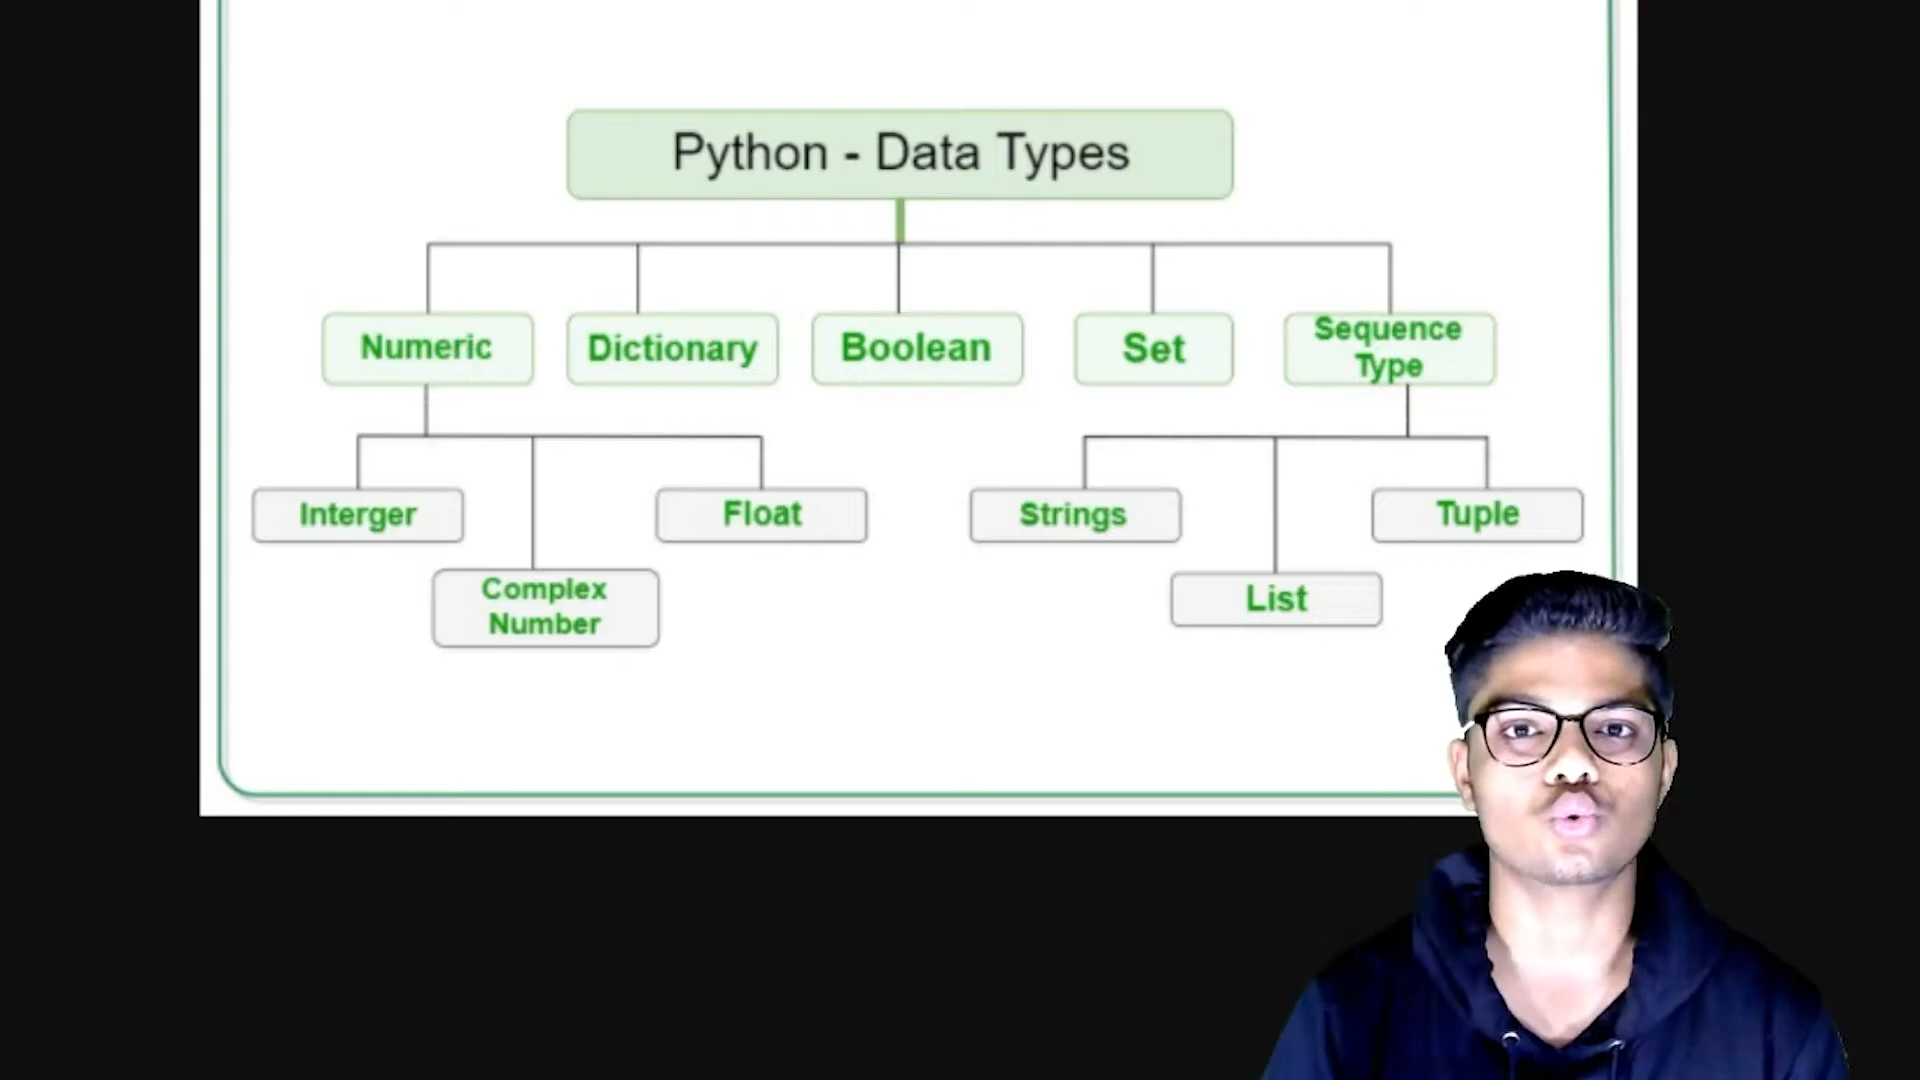 Python - Data Types
Numeric
Dictionary
Boolean
Set
Sequence
Type
Interger
Float
Strings
Tuple
Complex
Number
List